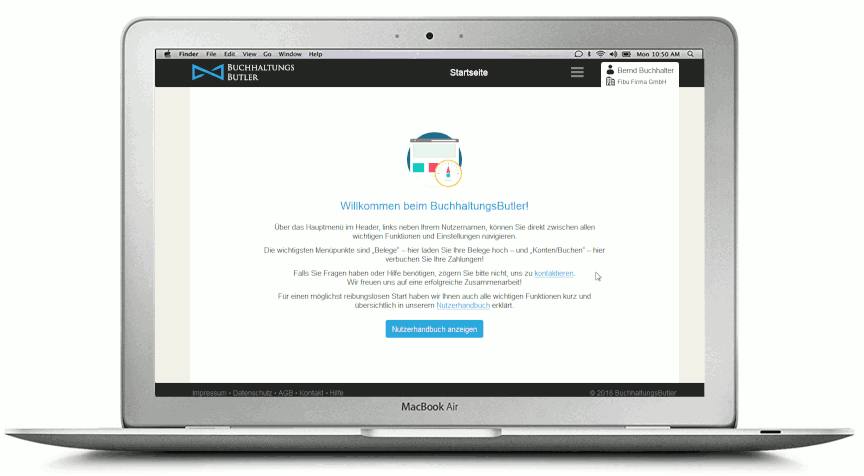 Finder File Edit View Go Window Help
Mon 10:50 AM
BUCHHALTUNGS
BUTLER
Startseite
Bernd Buchhalter
Fibu Firma GmbH
Willkommen beim BuchhaltungsButler!
Über das Hauptmenü im Header, links neben Ihrem Nutzernamen, können Sie direkt zwischen allen
wichtigen Funktionen und Einstellungen navigieren.
Die wichtigsten Menüpunkte sind „Belege“ – hier laden Sie Ihre Belege hoch – und „Konten/Buchen“ – hier
verbuchen Sie Ihre Zahlungen!
Falls Sie Fragen haben oder Hilfe benötigen, zögern Sie bitte nicht, uns zu kontaktieren.
Wir freuen uns auf eine erfolgreiche Zusammenarbeit!
Für einen möglichst reibungslosen Start haben wir Ihnen auch alle wichtigen Funktionen kurz und
übersichtlich in unserem Nutzerhandbuch erklärt.
Nutzerhandbuch anzeigen
Impressum • Datenschutz • AGB • Kontakt • Hilfe
© 2016 BuchhaltungsButler
MacBook Air